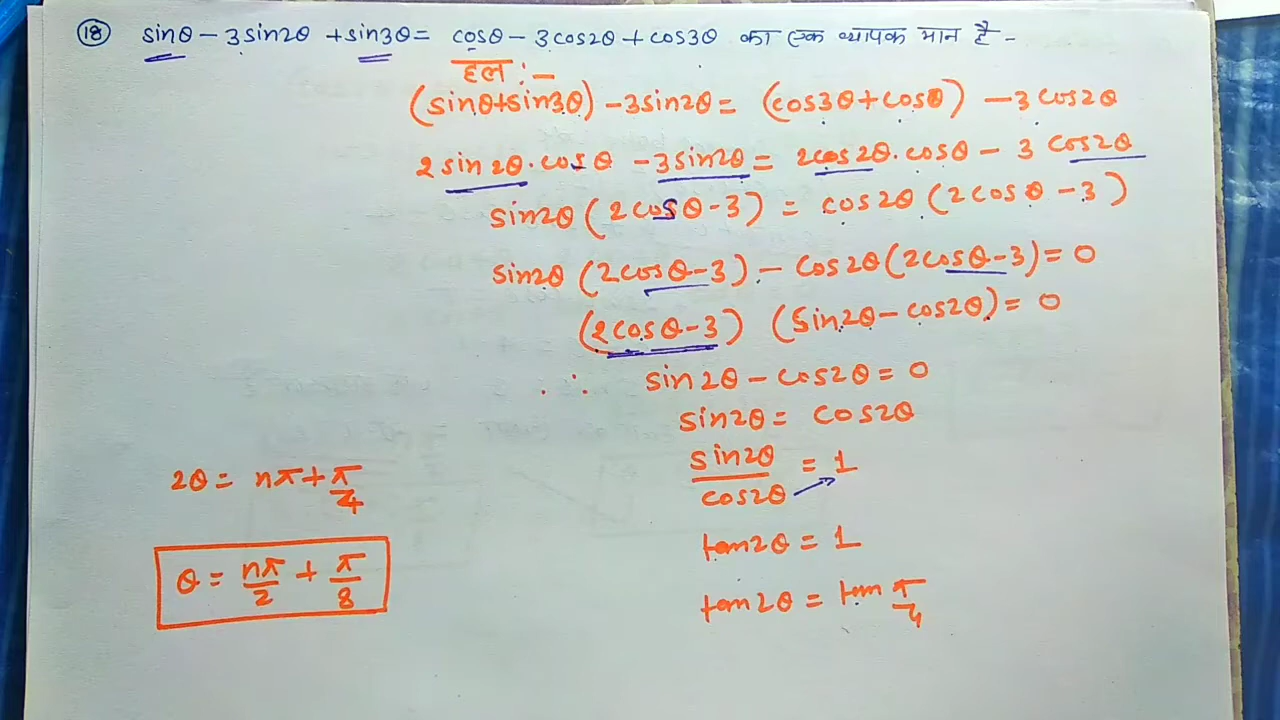 (18) sinθ - 3sin2θ + sin3θ = cosθ - 3cos2θ + cos3θ का एक व्यापक मान है -
हल :-
(sinθ+sin3θ) - 3sin2θ = (cos3θ + cosθ) - 3cos2θ
2sin2θ·cosθ - 3sin2θ = 2cos2θ·cosθ - 3cos2θ
sin2θ(2cosθ-3) = cos2θ(2cosθ-3)
sin2θ(2cosθ-3) - cos2θ(2cosθ-3) = 0
(2cosθ-3) (sin2θ-cos2θ) = 0
∴ sin2θ - cos2θ = 0
sin2θ = cos2θ
sin2θ/cos2θ = 1
tan2θ = 1
tan2θ = tan π/4
2θ = nπ + π/4
θ = nπ/2 + π/8